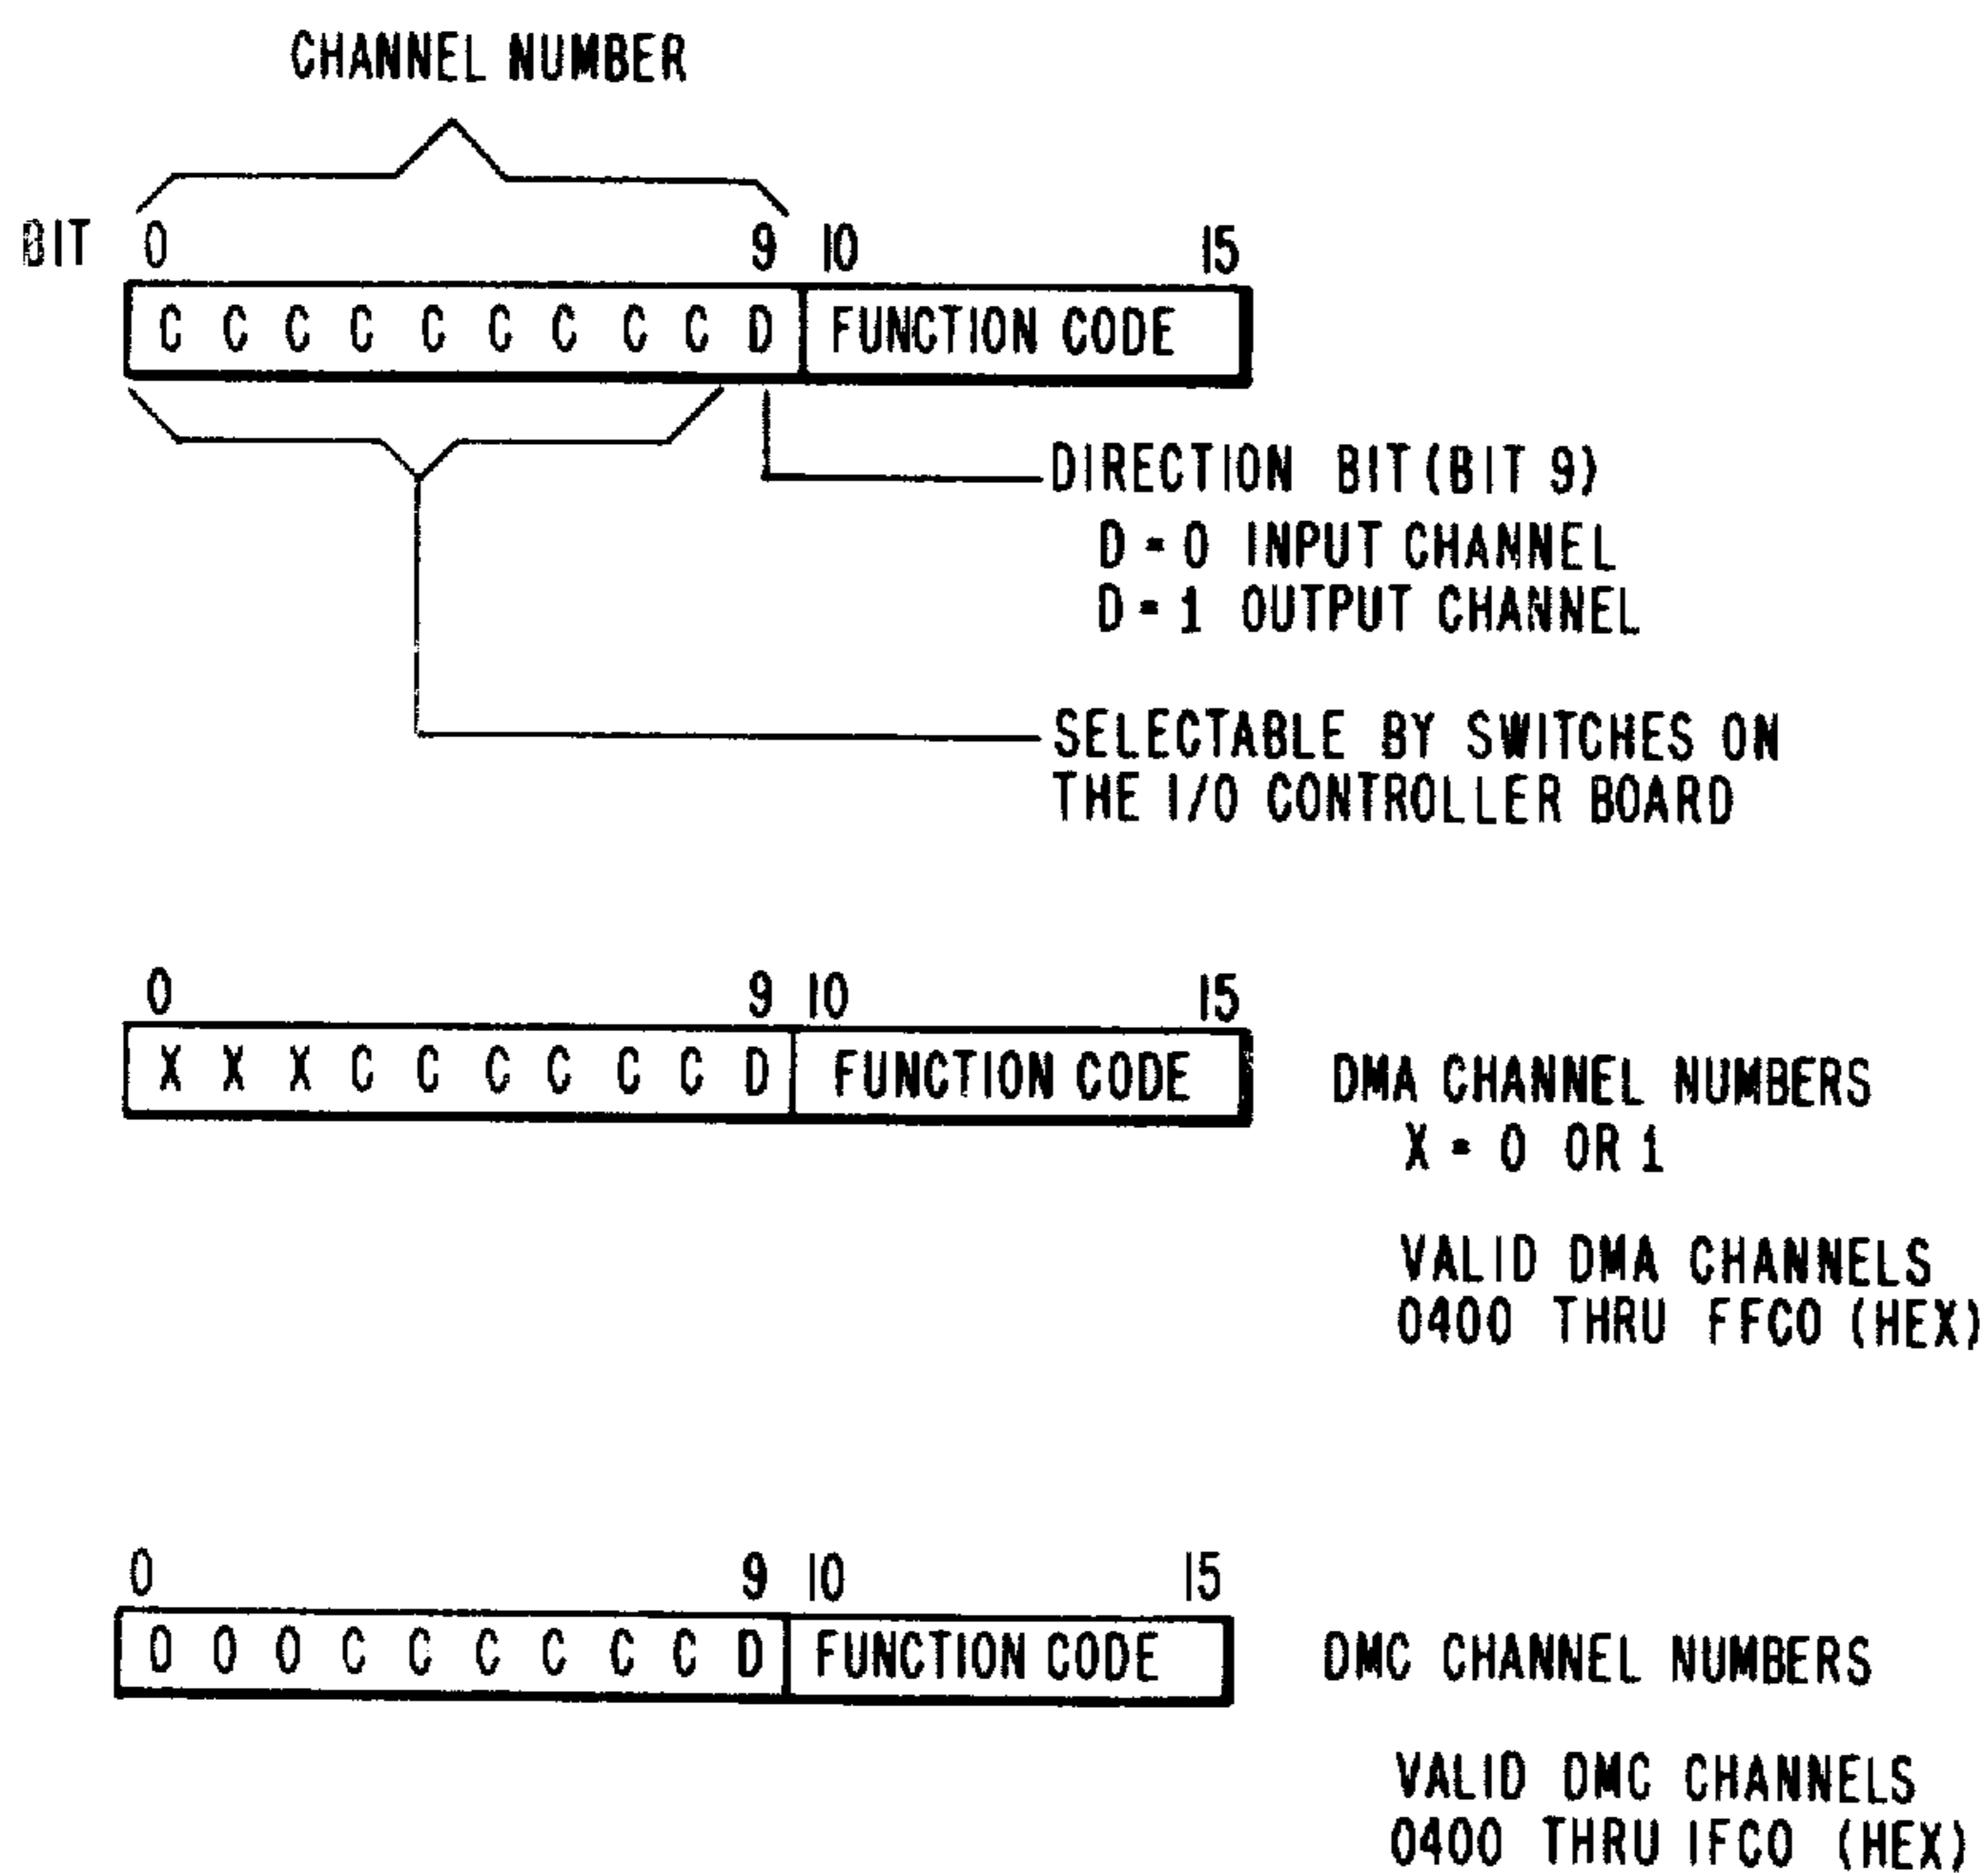 CHANNEL NUMBER
BIT 0 9 10 15
C C C C C C C C C D FUNCTION CODE
DIRECTION BIT (BIT 9)
D = 0 INPUT CHANNEL
D = 1 OUTPUT CHANNEL
SELECTABLE BY SWITCHES ON
THE I/O CONTROLLER BOARD
0 9 10 15
X X X C C C C C C D FUNCTION CODE
DMA CHANNEL NUMBERS
X = 0 OR 1
VALID DMA CHANNELS
0400 THRU FFC0 (HEX)
0 9 10 15
0 0 0 C C C C C C D FUNCTION CODE
DMC CHANNEL NUMBERS
VALID DMC CHANNELS
0400 THRU 1FC0 (HEX)